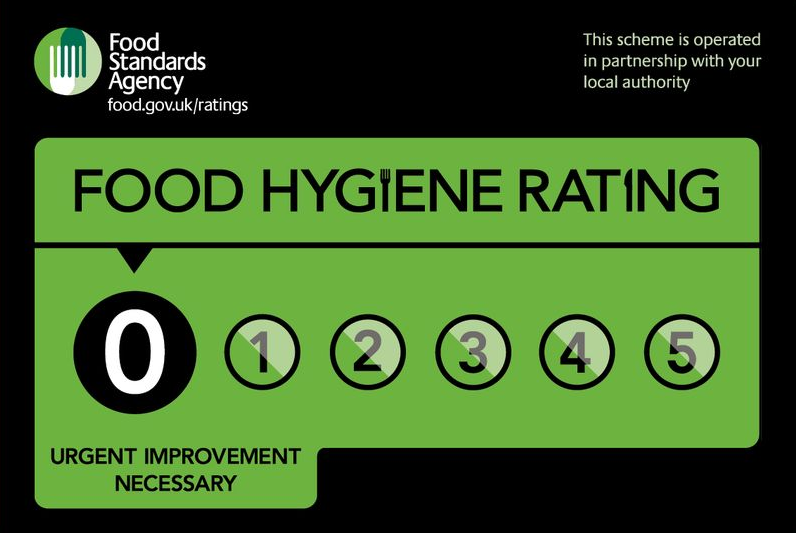 Food
Standards
Agency
food.gov.uk/ratings
This scheme is operated
in partnership with your
local authority
FOOD HYGIENE RATING
0 1 2 3 4 5
URGENT IMPROVEMENT
NECESSARY